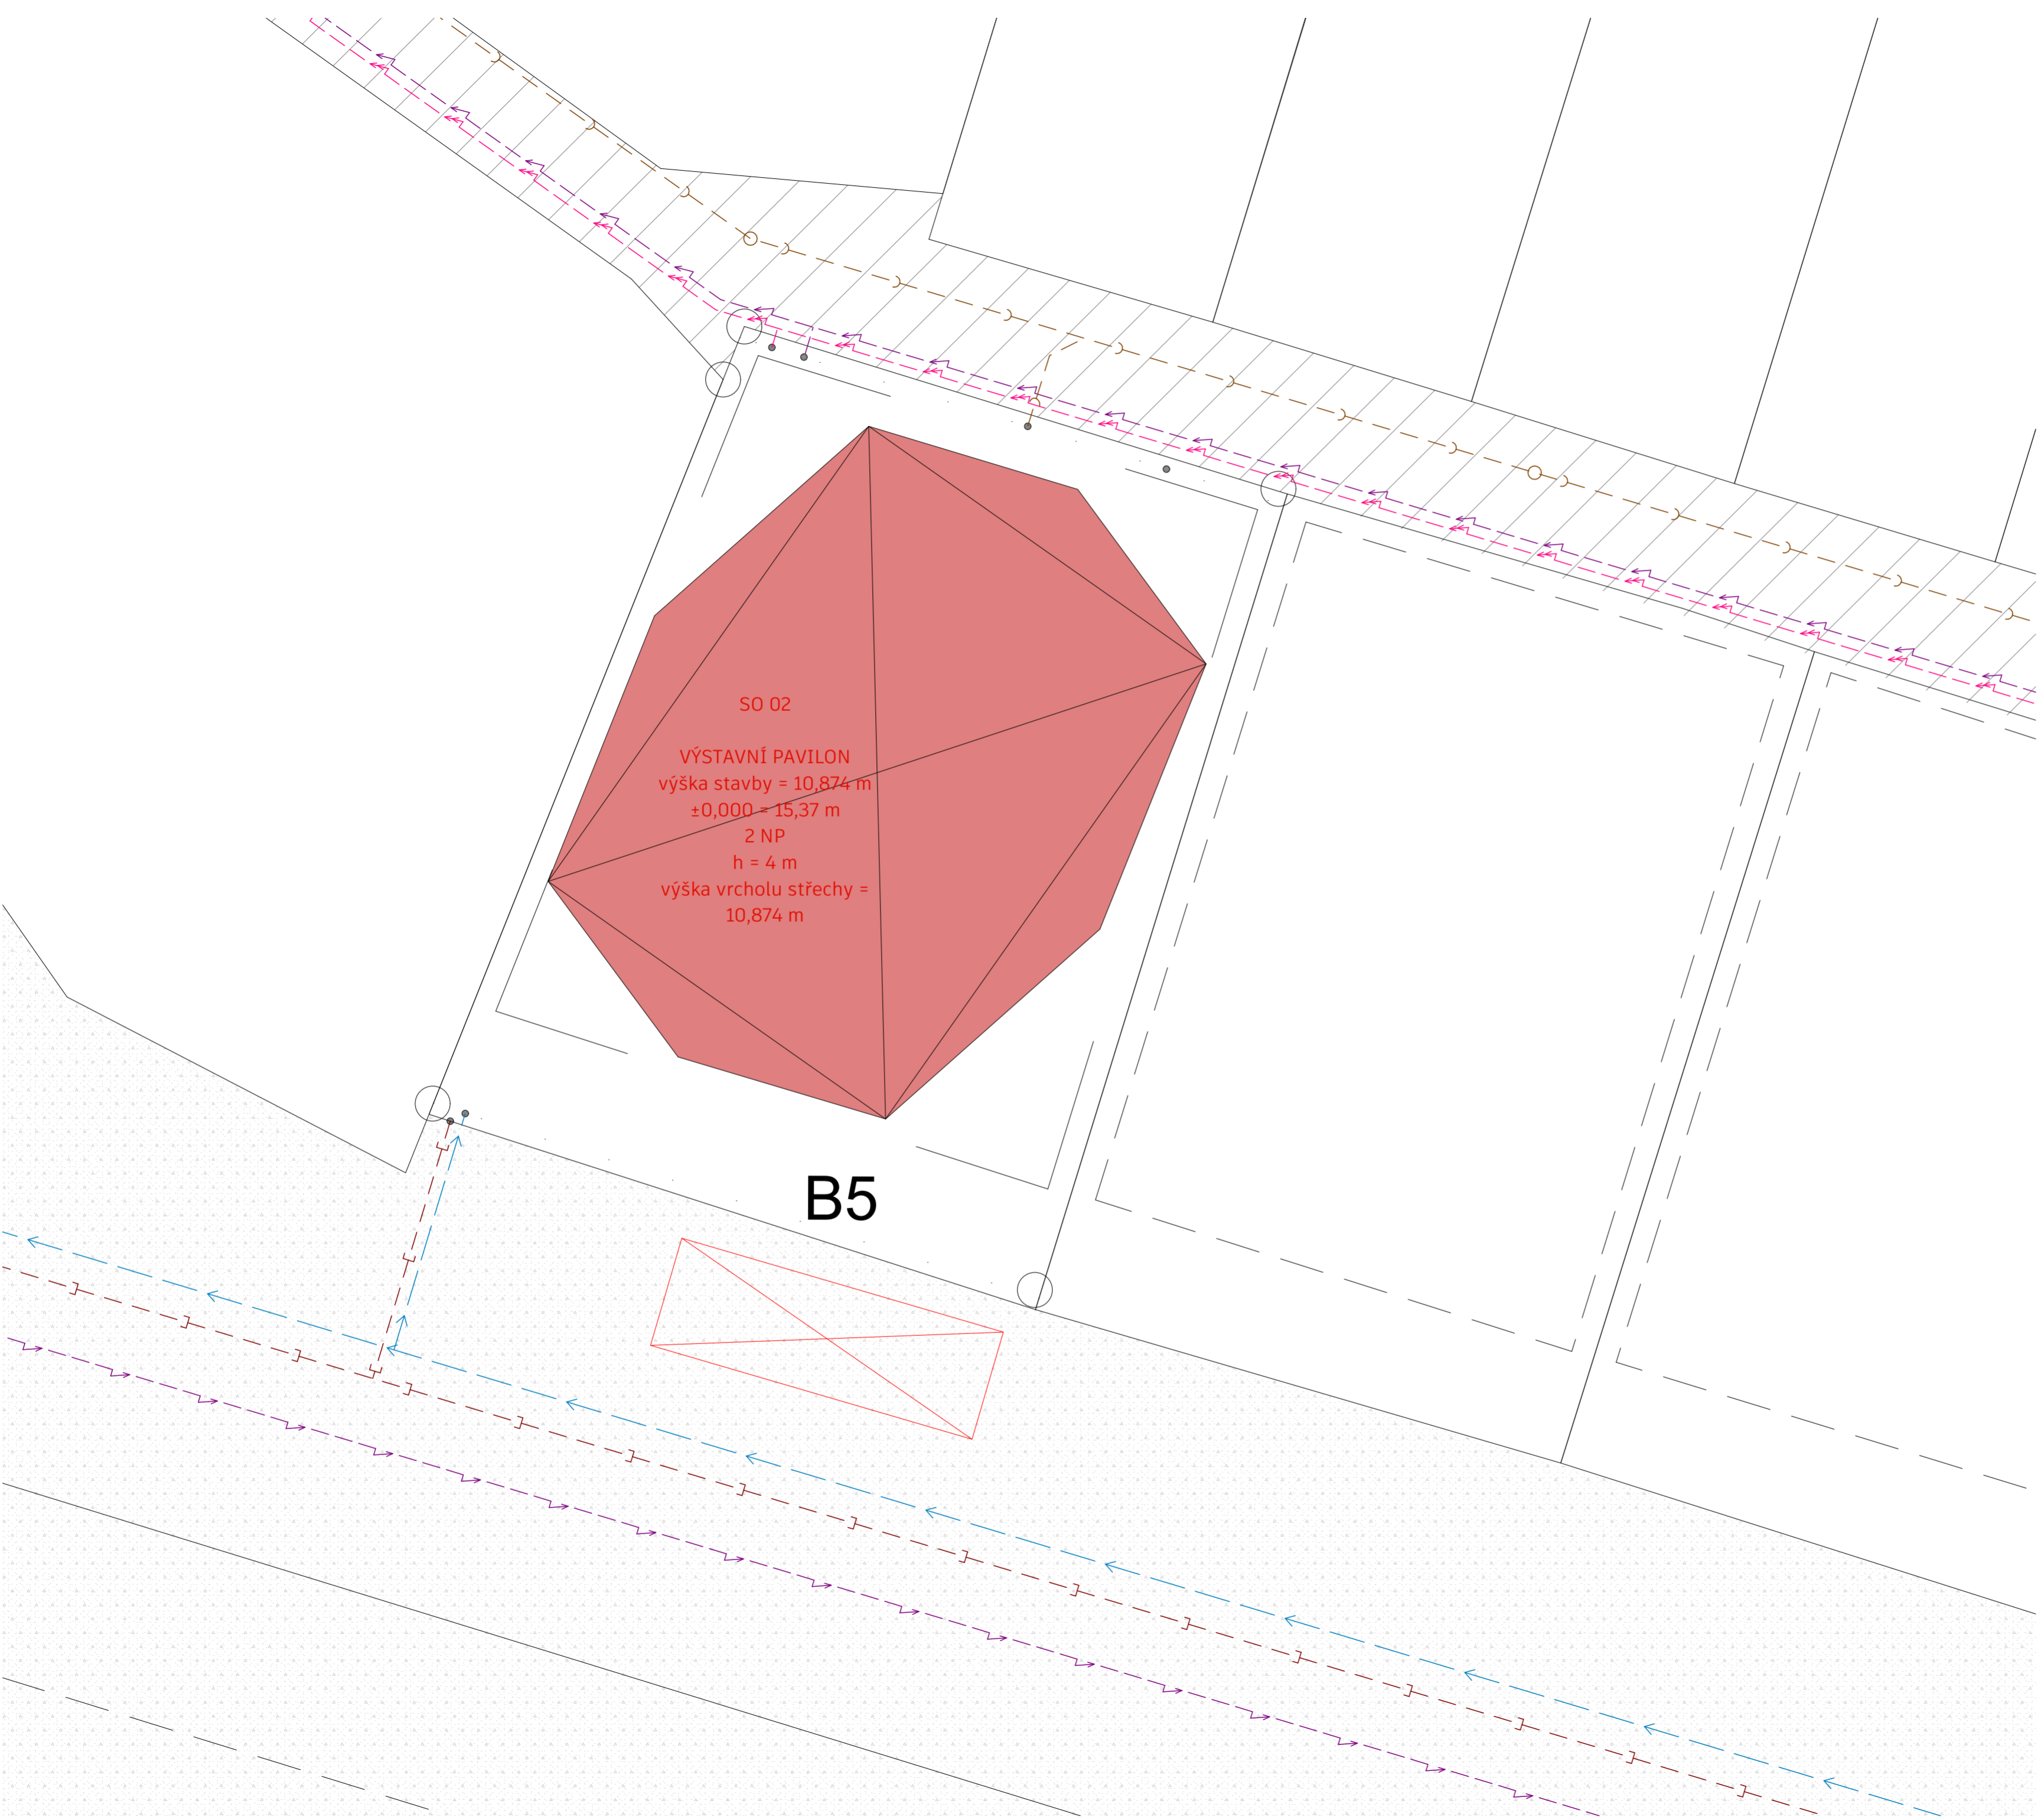 SO 02
VÝSTAVNÍ PAVILON
výška stavby = 10,874 m
±0,000 = 15,37 m
2 NP
h = 4 m
výška vrcholu střechy =
10,874 m
B5